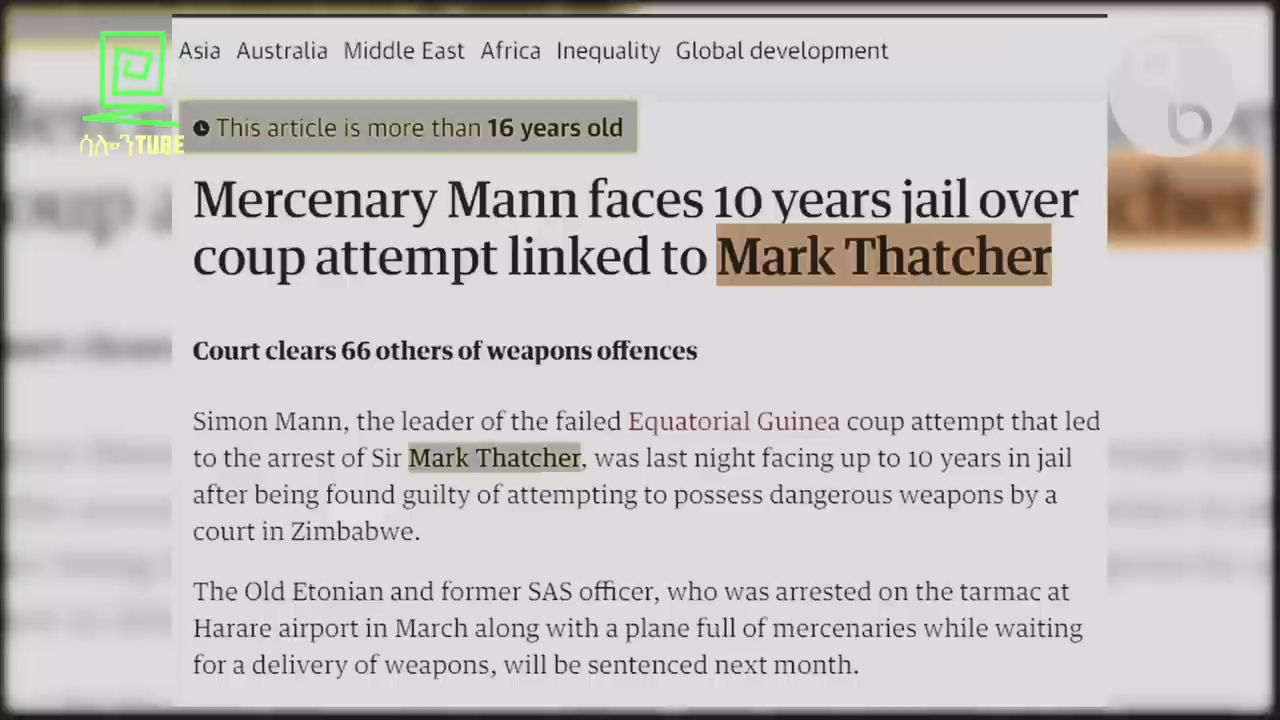 Asia Australia Middle East Africa Inequality Global development
This article is more than 16 years old
ሳሎንTUBE
Mercenary Mann faces 10 years jail over
coup attempt linked to Mark Thatcher
Court clears 66 others of weapons offences
Simon Mann, the leader of the failed Equatorial Guinea coup attempt that led
to the arrest of Sir Mark Thatcher, was last night facing up to 10 years in jail
after being found guilty of attempting to possess dangerous weapons by a
court in Zimbabwe.
The Old Etonian and former SAS officer, who was arrested on the tarmac at
Harare airport in March along with a plane full of mercenaries while waiting
for a delivery of weapons, will be sentenced next month.